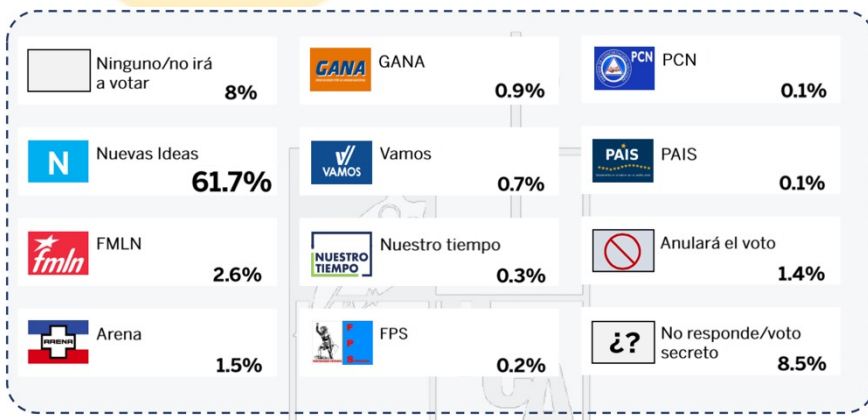 Ninguno/no irá
a votar
8%
N
Nuevas Ideas
61.7%
fmln
FMLN
2.6%
ARENA
Arena
1.5%
GANA
GANA
0.9%
V/
VAMOS
Vamos
0.7%
NUESTRO
TIEMPO
Nuestro tiempo
0.3%
F
P
S
FPS
0.2%
PCN
PCN
0.1%
PAIS
PAIS
0.1%
Anulará el voto
1.4%
¿?
No responde/voto
secreto
8.5%